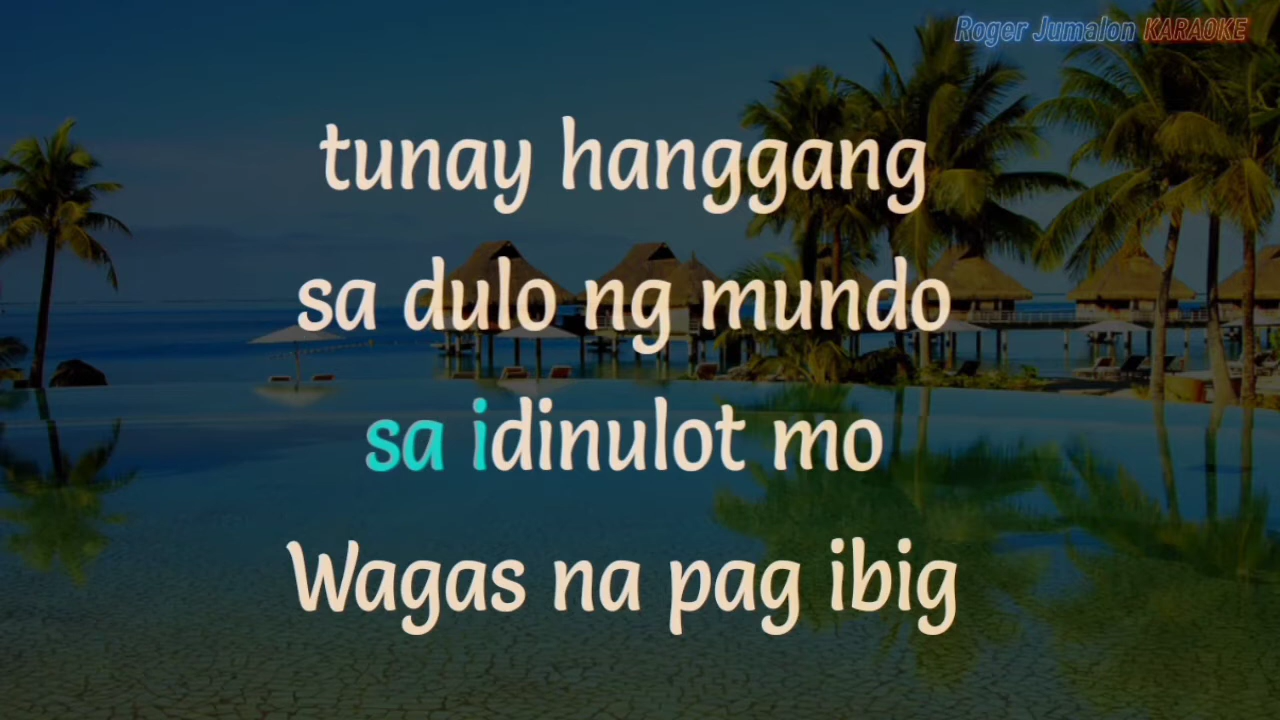 Roger Jumalon KARAOKE
tunay hanggang
sa dulo ng mundo
sa idinulot mo
Wagas na pag ibig